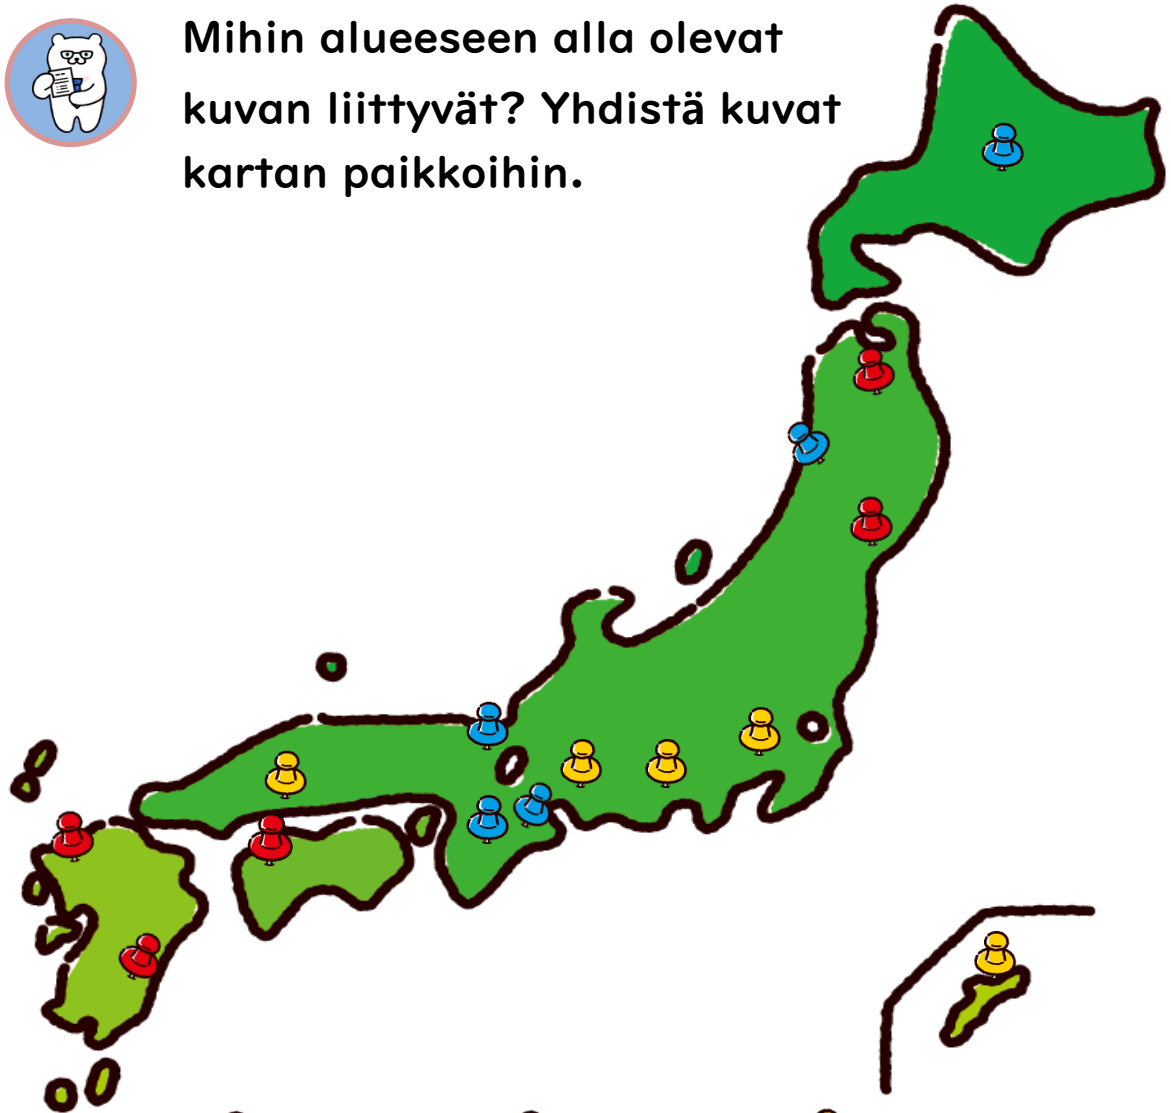 Mihin alueeseen alla olevat
kuvan liittyvät? Yhdistä kuvat
kartan paikkoihin.